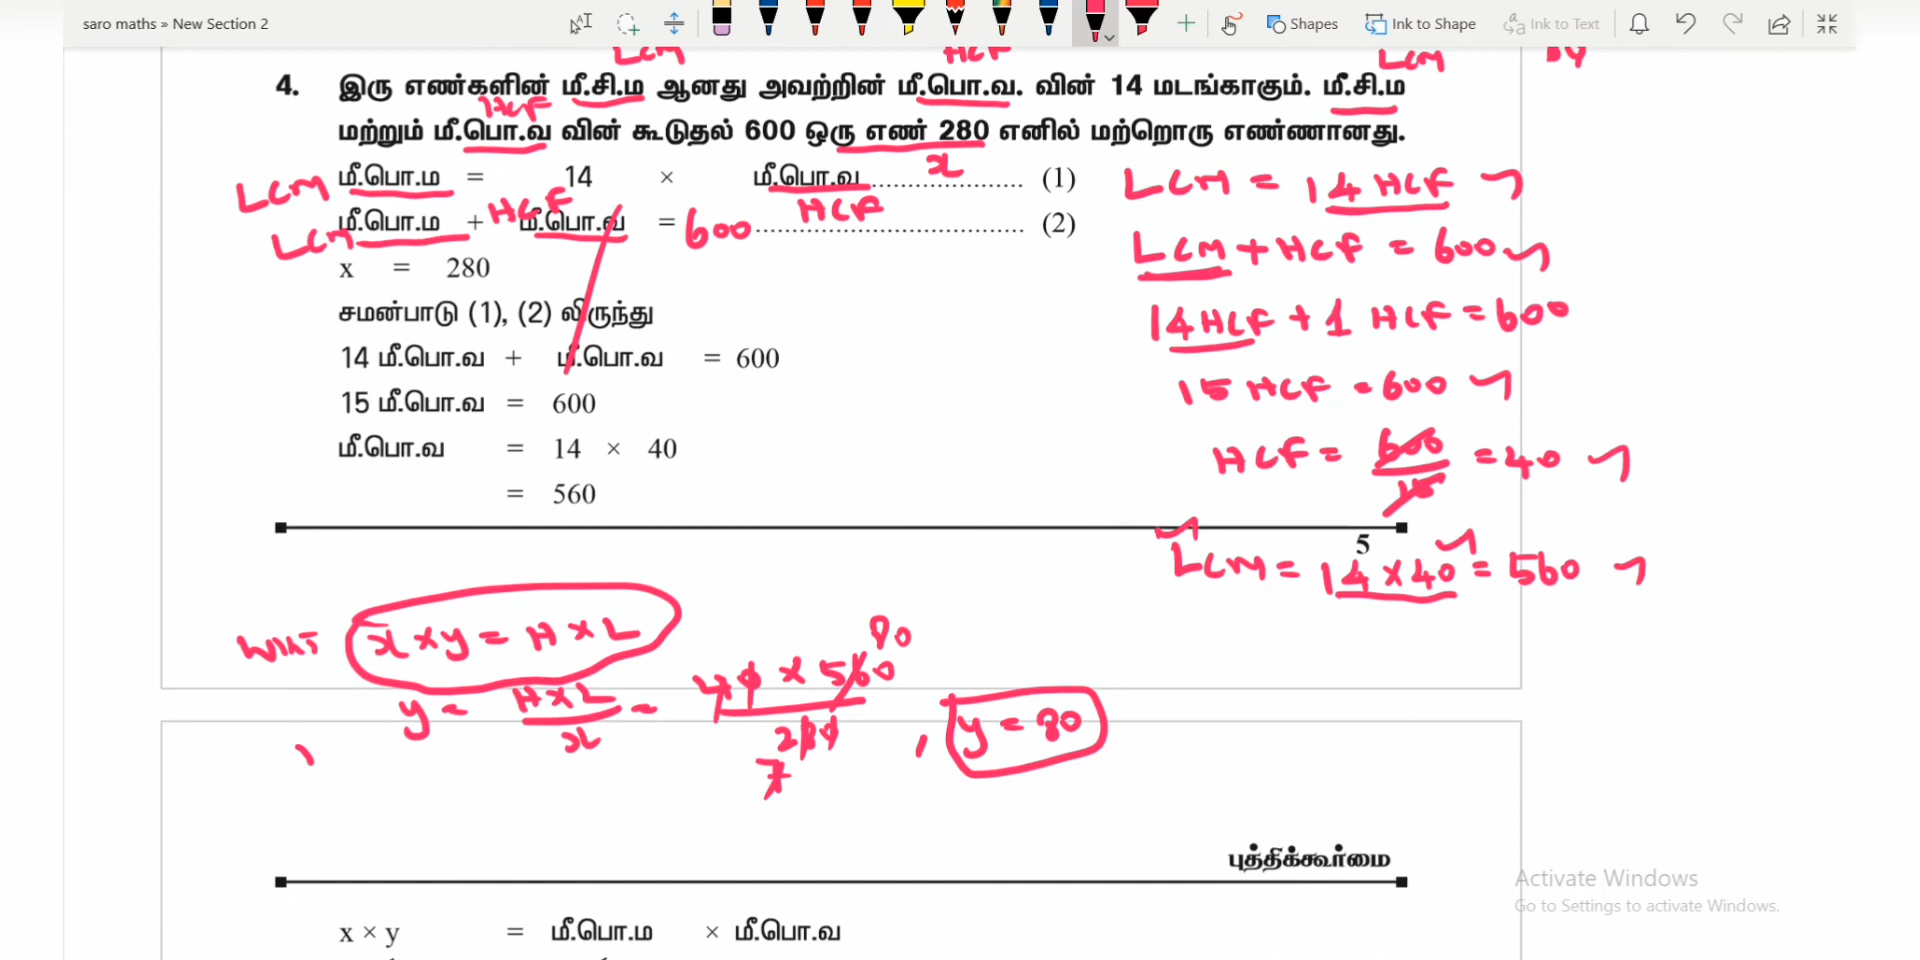 saro maths » New Section 2
Shapes Ink to Shape Ink to Text
LCM HCF LCM
4. இரு எண்களின் மீ.சி.ம ஆனது அவற்றின் மீ.பொ.வ. வின் 14 மடங்காகும். மீ.சி.ம
HCF
மற்றும் மீ.பொ.வ வின் கூடுதல் 600 ஒரு எண் 280 எனில் மற்றொரு எண்ணானது.
x
LCM மீ.பொ.ம = 14 × மீ.பொ.வ ...................... (1) LCM = 14 HCF
HCF HCF
LCM மீ.பொ.ம + மீ.பொ.வ = 600 ...................................... (2) LCM + HCF = 600
x = 280
சமன்பாடு (1), (2) லிருந்து 14HCF + 1 HCF = 600
14 மீ.பொ.வ + மீ.பொ.வ = 600
15 மீ.பொ.வ = 600 15 HCF = 600
மீ.பொ.வ = 14 × 40 HCF = 600/15 = 40
= 560
5
LCM = 14 × 40 = 560
WKT x × y = H × L
80
y = H×L/x = 40 × 560/280 , y = 80
7
புத்திக்கூர்மை
Activate Windows
Go to Settings to activate Windows.
x × y = மீ.பொ.ம × மீ.பொ.வ